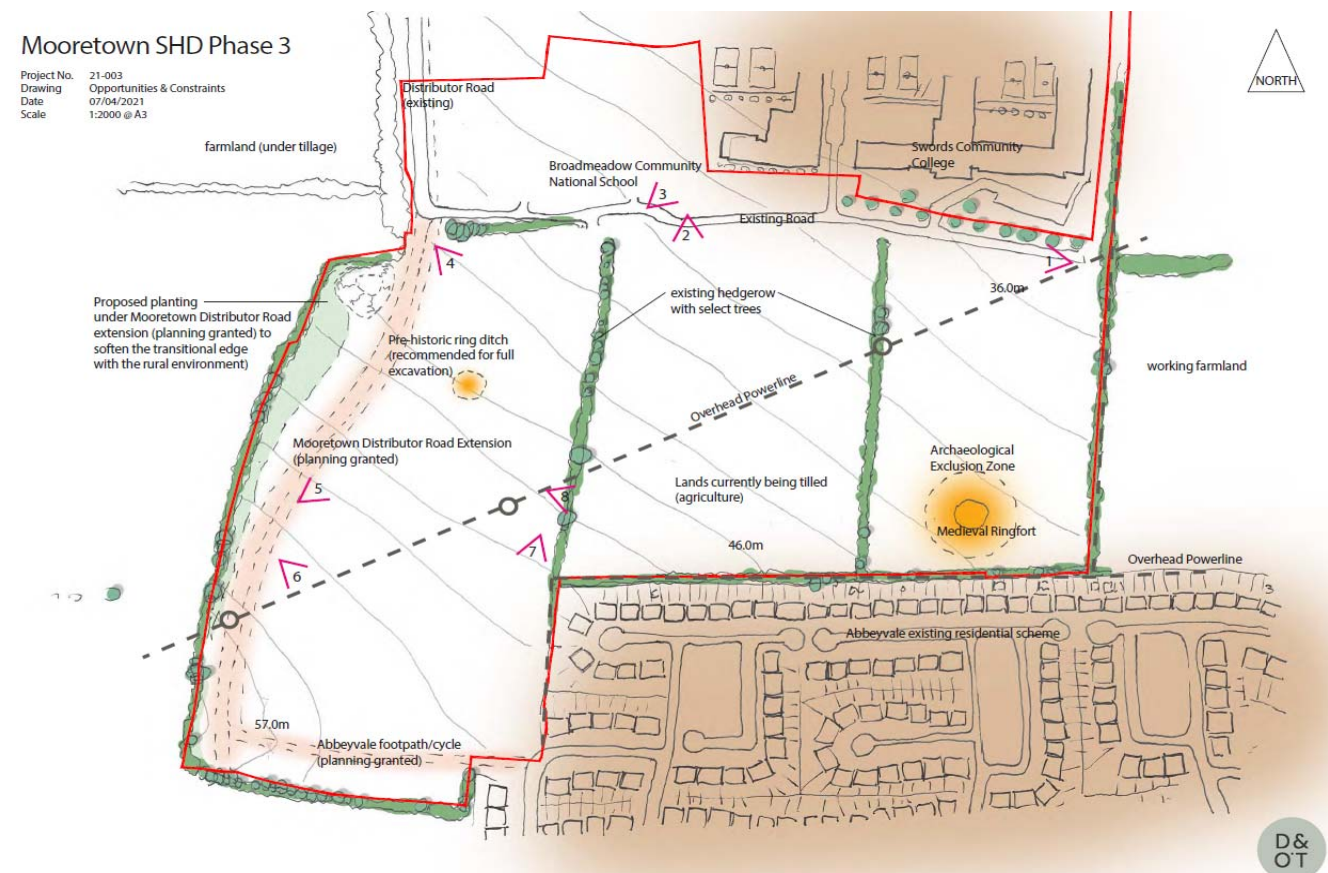 Mooretown SHD Phase 3
Project No. 21-003
Drawing Opportunities & Constraints
Date 07/04/2021
Scale 1:2000 @ A3
NORTH
Distributor Road
(existing)
farmland (under tillage)
Broadmeadow Community
National School
Swords Community
College
3
2
Existing Road
1
4
36.0m
Proposed planting
under Mooretown Distributor Road
extension (planning granted) to
soften the transitional edge
with the rural environment)
existing hedgerow
with select trees
Pre-historic ring ditch
(recommended for full
excavation)
working farmland
Overhead Powerline
Mooretown Distributor Road Extension
(planning granted)
Archaeological
Exclusion Zone
5
Lands currently being tilled
(agriculture)
8
Medieval Ringfort
7
46.0m
6
Overhead Powerline
Abbeyvale existing residential scheme
57.0m
Abbeyvale footpath/cycle
(planning granted)
D&
O'T